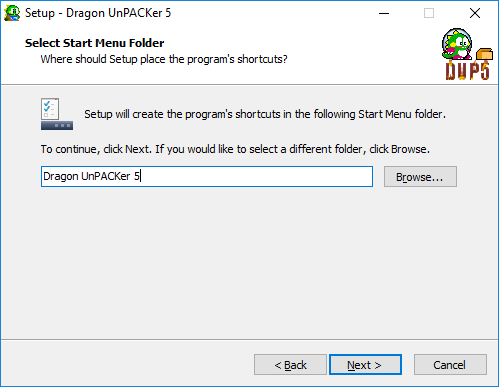 Setup - Dragon UnPACKer 5
Select Start Menu Folder
Where should Setup place the program's shortcuts?
DUP5
Setup will create the program's shortcuts in the following Start Menu folder.
To continue, click Next. If you would like to select a different folder, click Browse.
Dragon UnPACKer 5
Browse...
< Back
Next >
Cancel